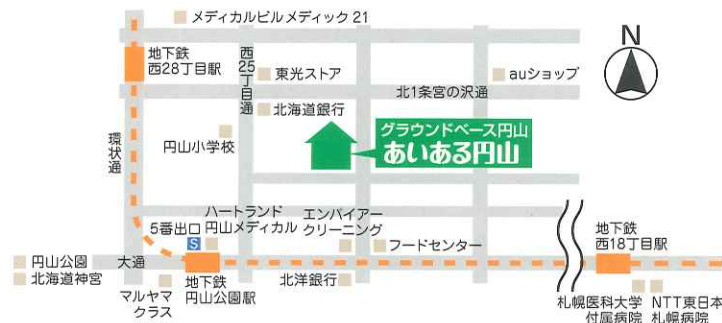 メディカルビル メディック 21
N
地下鉄
西28丁目駅
西25丁目通
東光ストア
auショップ
北1条宮の沢通
北海道銀行
円山小学校
環状通
グラウンドベース円山
あいある円山
5番出口
S
ハートランド
円山メディカル
エンパイアー
クリーニング
フードセンター
地下鉄
西18丁目駅
円山公園
北海道神宮
大通
マルヤマ
クラス
地下鉄
円山公園駅
北洋銀行
札幌医科大学
付属病院
NTT東日本
札幌病院